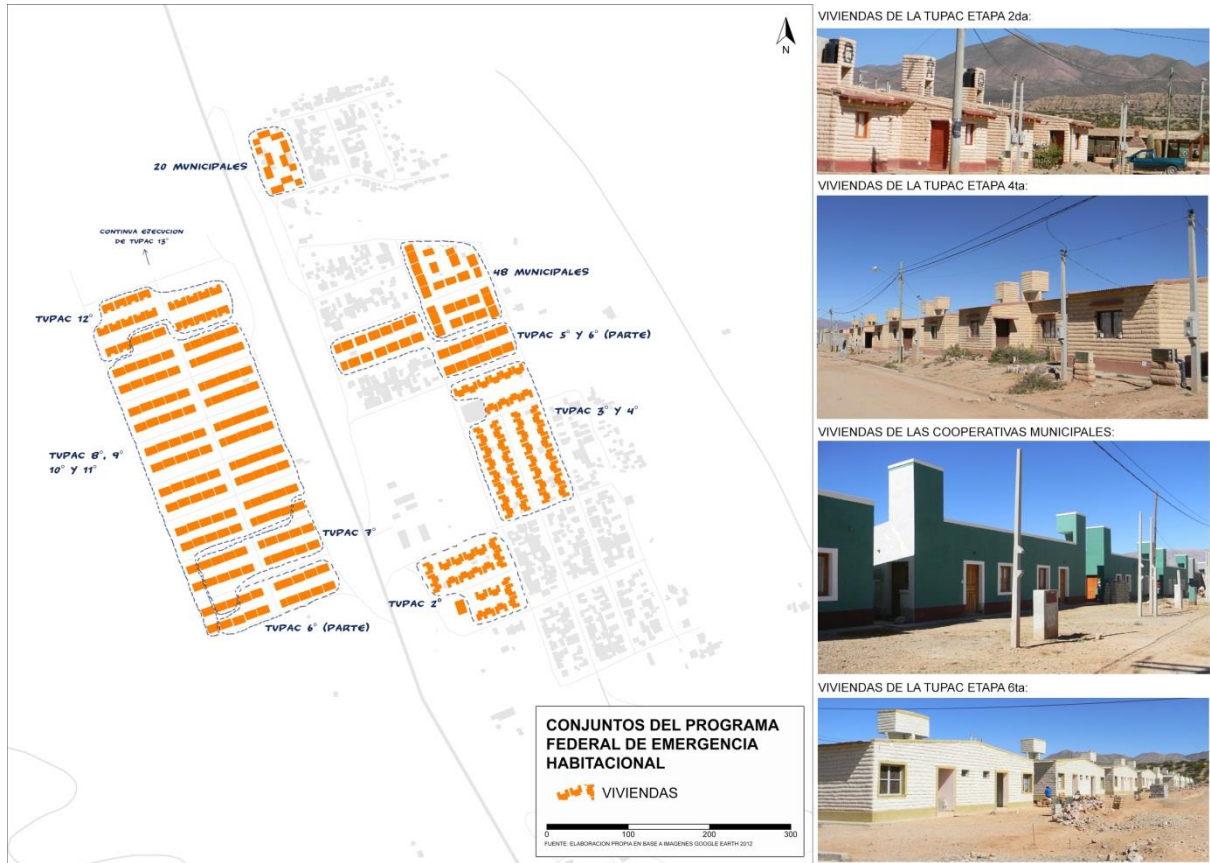 N
20 MUNICIPALES
CONTINUA EJECUCION
DE TUPAC 13°
48 MUNICIPALES
TUPAC 12°
TUPAC 5° Y 6° (PARTE)
TUPAC 3° Y 4°
TUPAC 8°, 9°
10° Y 11°
TUPAC 7°
TUPAC 2°
TUPAC 6° (PARTE)
CONJUNTOS DEL PROGRAMA
FEDERAL DE EMERGENCIA
HABITACIONAL
VIVIENDAS
0 100 200 300
FUENTE: ELABORACION PROPIA EN BASE A IMAGENES GOOGLE EARTH 2012
VIVIENDAS DE LA TUPAC ETAPA 2da:
VIVIENDAS DE LA TUPAC ETAPA 4ta:
VIVIENDAS DE LAS COOPERATIVAS MUNICIPALES:
VIVIENDAS DE LA TUPAC ETAPA 6ta: